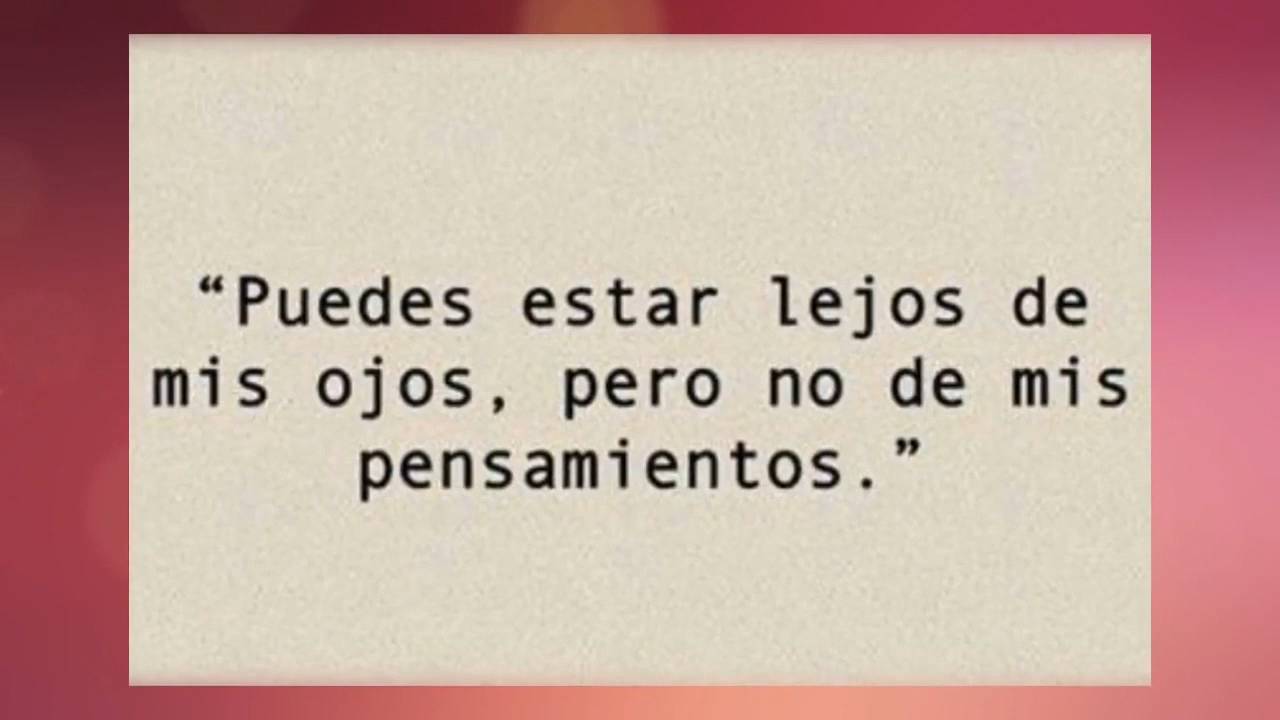 “Puedes estar lejos de
mis ojos, pero no de mis
pensamientos.”